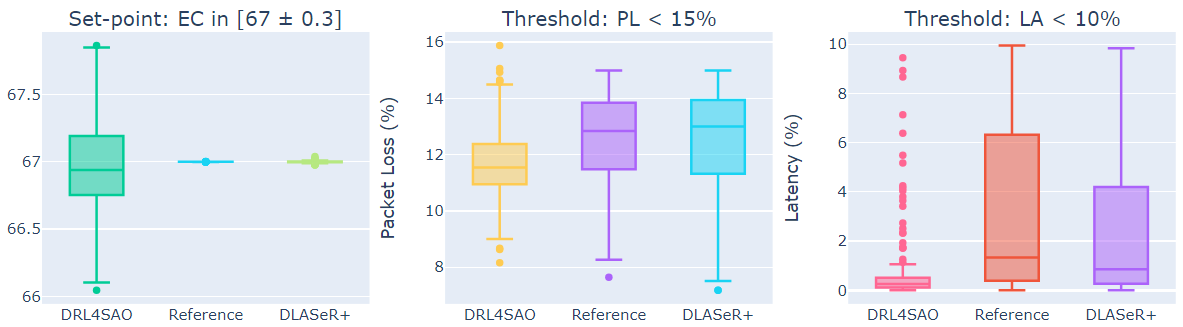 Set-point: EC in [67 ± 0.3]
67.5
67
66.5
66
DRL4SAO
Reference
DLASeR+
Threshold: PL < 15%
Packet Loss (%)
16
14
12
10
8
DRL4SAO
Reference
DLASeR+
Threshold: LA < 10%
Latency (%)
10
8
6
4
2
0
DRL4SAO
Reference
DLASeR+